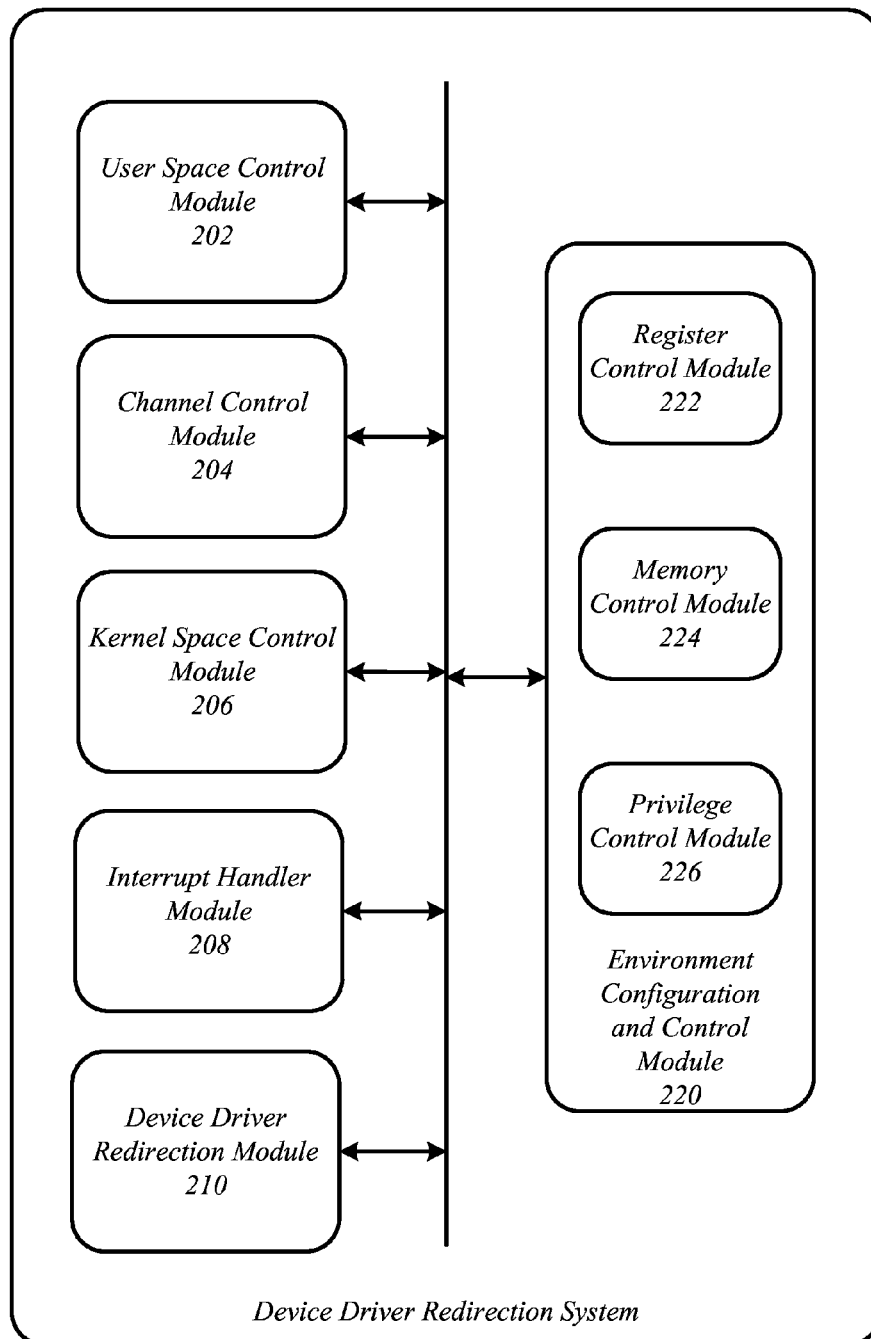 User Space Control
Module
202
Channel Control
Module
204
Kernel Space Control
Module
206
Interrupt Handler
Module
208
Device Driver
Redirection Module
210
Register
Control Module
222
Memory
Control Module
224
Privilege
Control Module
226
Environment
Configuration
and Control
Module
220
Device Driver Redirection System